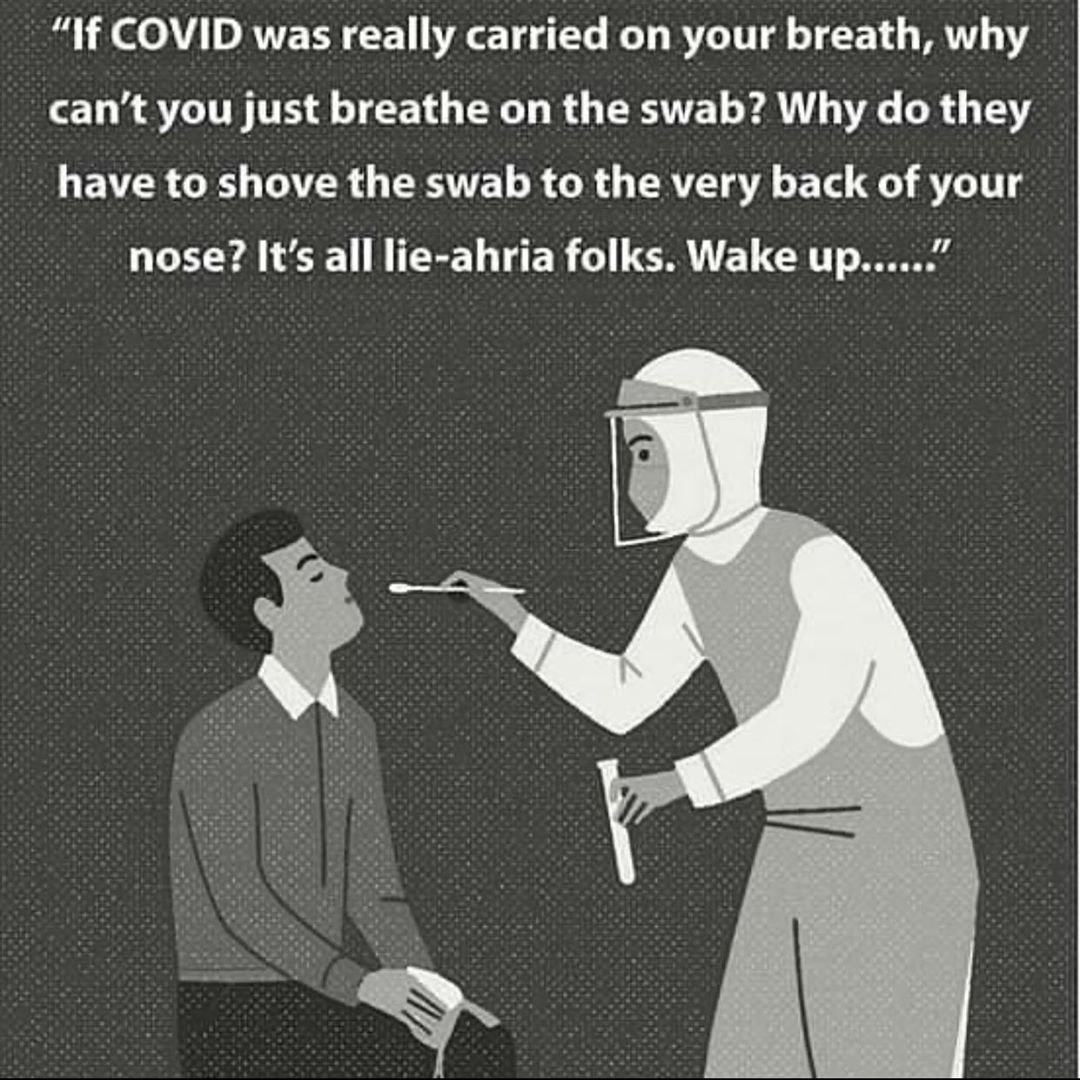 “If COVID was really carried on your breath, why
can’t you just breathe on the swab? Why do they
have to shove the swab to the very back of your
nose? It’s all lie-ahria folks. Wake up......”